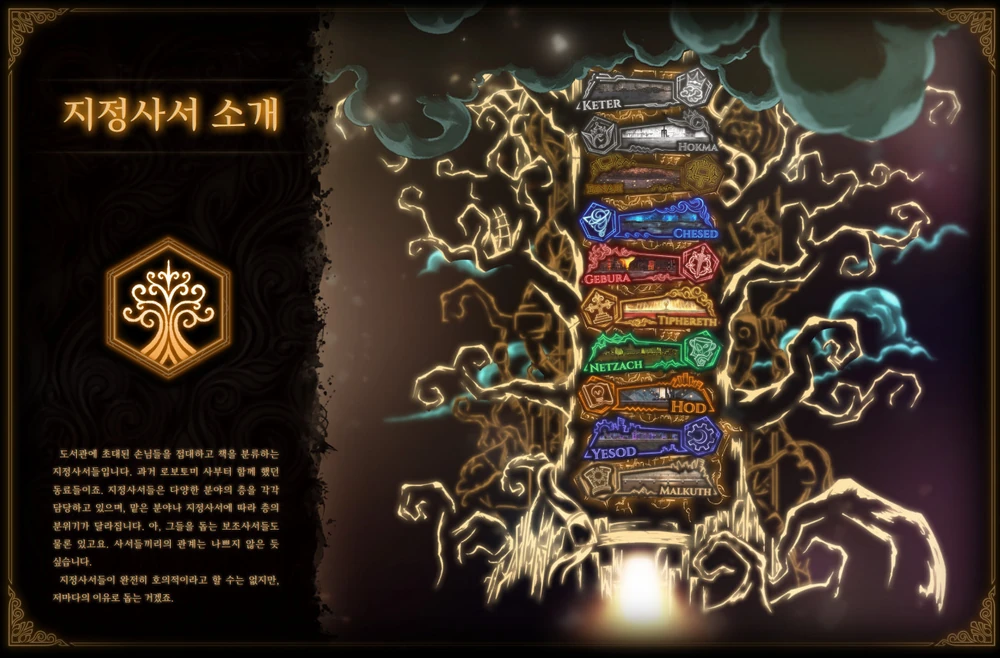 지정사서 소개
도서관에 초대된 손님들을 접대하고 책을 분류하는
지정사서들입니다. 과거 로보토미 사부터 함께 했던
동료들이죠. 지정사서들은 다양한 분야의 층을 각각
담당하고 있으며, 맡은 분야나 지정사서에 따라 층의
분위기가 달라집니다. 아, 그들을 돕는 보조사서들도
물론 있고요. 사서들끼리의 관계는 나쁘지 않은 듯
싶습니다.
지정사서들이 완전히 호의적이라고 할 수는 없지만,
저마다의 이유로 돕는 거겠죠.
KETER
HOKMA
CHESED
GEBURA
TIPHERETH
NETZACH
HOD
YESOD
MALKUTH